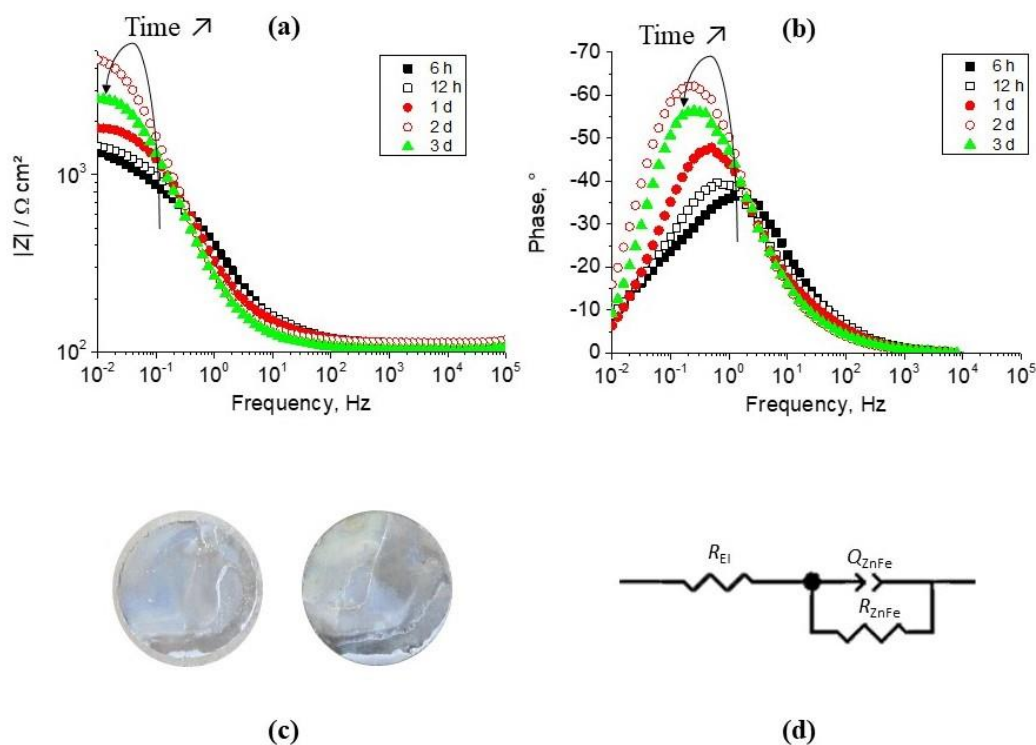 Time ↗
(a)
6 h
12 h
1 d
2 d
3 d
10³
10²
|Z| / Ω cm²
10⁻² 10⁻¹ 10⁰ 10¹ 10² 10³ 10⁴ 10⁵
Frequency, Hz
Time ↗
(b)
6 h
12 h
1 d
2 d
3 d
-70
-60
-50
-40
-30
-20
-10
0
Phase, °
10⁻² 10⁻¹ 10⁰ 10¹ 10² 10³ 10⁴ 10⁵
Frequency, Hz
R_El
Q_ZnFe
R_ZnFe
(c)
(d)